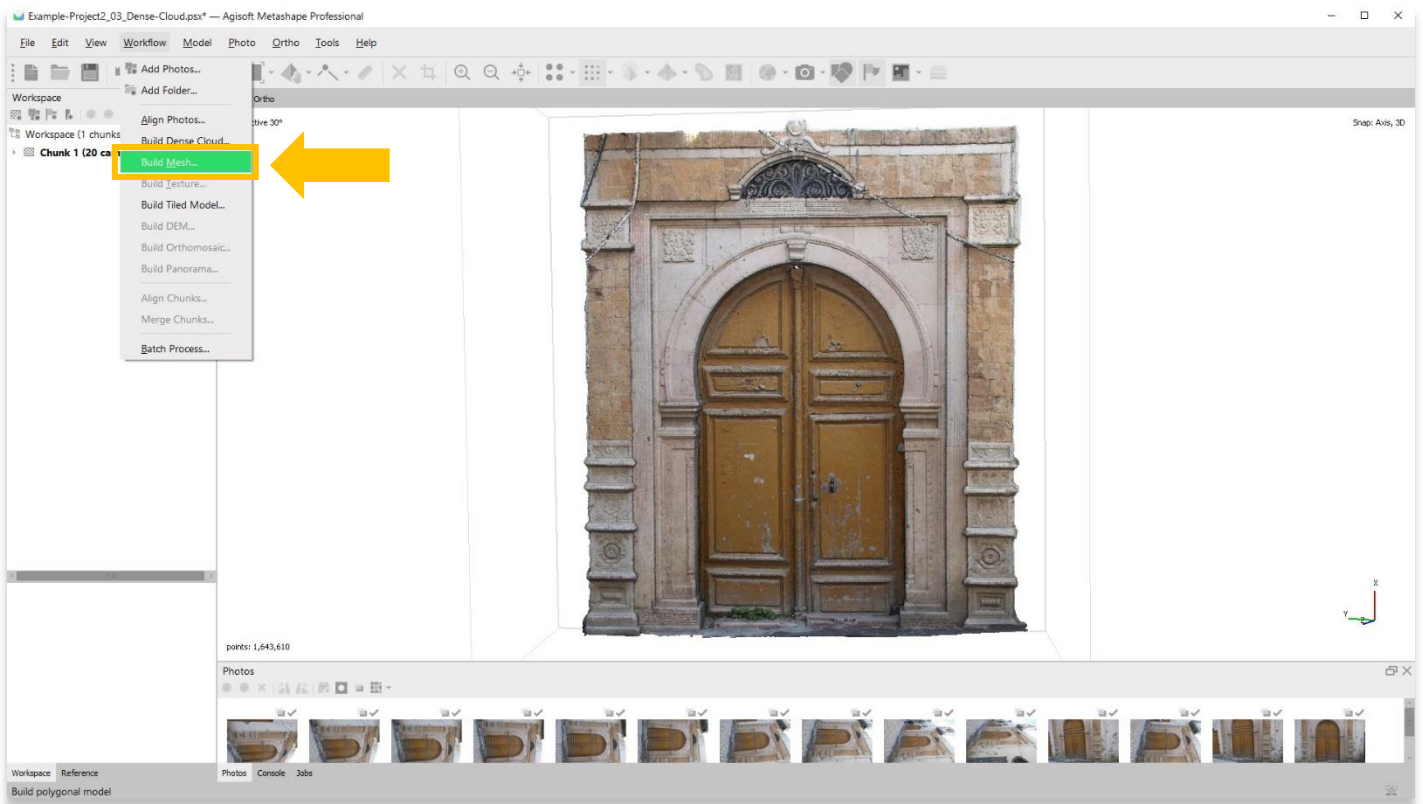 Example-Project2_03_Dense-Cloud.psx* — Agisoft Metashape Professional
File Edit View Workflow Model Photo Ortho Tools Help
Workspace
Workspace (1 chunks
Chunk 1 (20 ca
Add Photos...
Add Folder...
Align Photos...
Build Dense Cloud...
Build Mesh...
Build Texture...
Build Tiled Model...
Build DEM...
Build Orthomosaic...
Build Panorama...
Align Chunks...
Merge Chunks...
Batch Process...
Ortho
ctive 30°
Snap: Axis, 3D
X
Y
points: 1,643,610
Photos
Workspace Reference
Photos Console Jobs
Build polygonal model